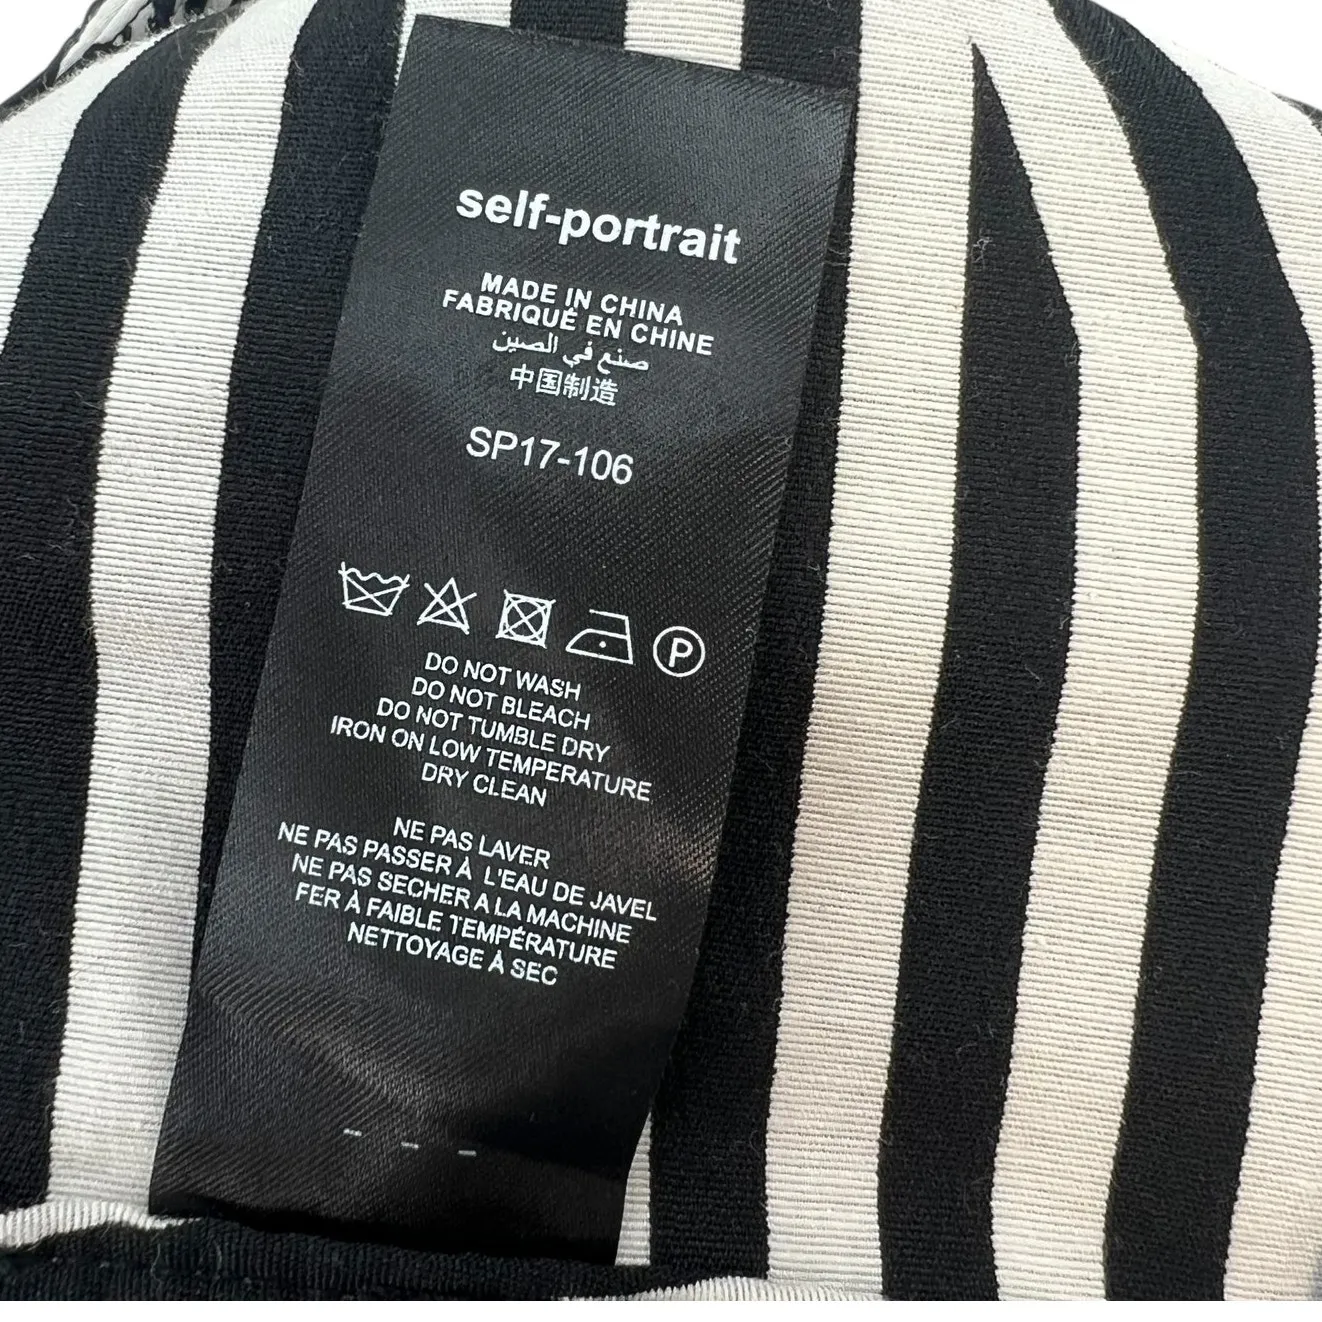 self-portrait
MADE IN CHINA
FABRIQUÉ EN CHINE
صنع في الصين
中国制造
SP17-106
P
DO NOT WASH
DO NOT BLEACH
DO NOT TUMBLE DRY
IRON ON LOW TEMPERATURE
DRY CLEAN
NE PAS LAVER
NE PAS PASSER À L'EAU DE JAVEL
NE PAS SECHER A LA MACHINE
FER À FAIBLE TEMPÉRATURE
NETTOYAGE À SEC